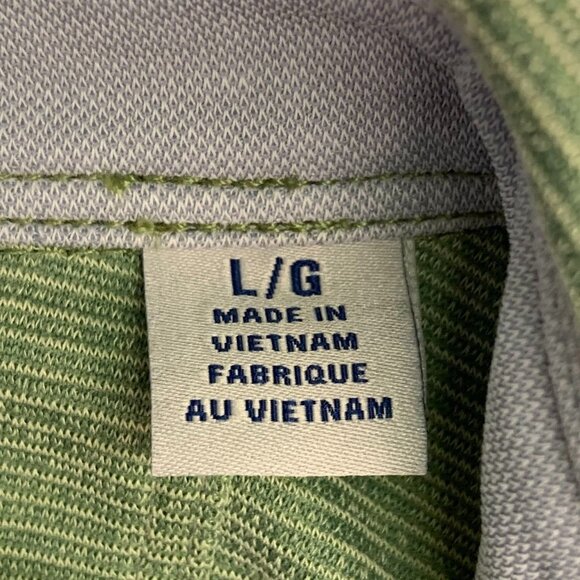 L/G
MADE IN
VIETNAM
FABRIQUE
AU VIETNAM